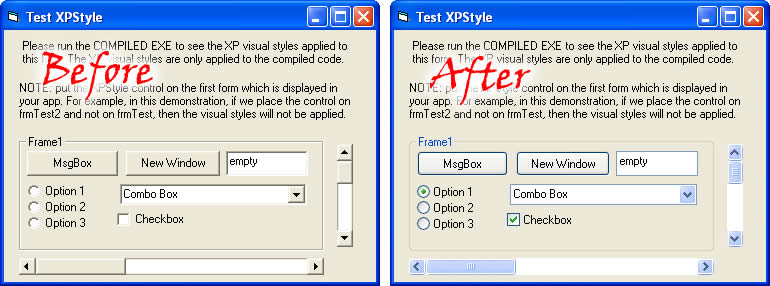 Test XPStyle
Please run the COMPILED EXE to see the XP visual styles applied to
this The XP visual styles are only applied to the compiled code.
Before
NOTE: put the XPStyle control on the first form which is displayed in
your app. For example, in this demonstration, if we place the control on
frmTest2 and not on frmTest, then the visual styles will not be applied.
Frame1
MsgBox New Window empty
Option 1 Combo Box
Option 2
Checkbox
Option 3
Test XPStyle
Please run the COMPILED EXE to see the XP visual styles applied to
this The XP visual styles are only applied to the compiled code.
After
NOTE: the XPStyle control on the first form which is displayed in
your app. For example, in this demonstration, if we place the control on
frmTest2 and not on frmTest, then the visual styles will not be applied.
Frame1
MsgBox New Window empty
Option 1 Combo Box
Option 2
Checkbox
Option 3